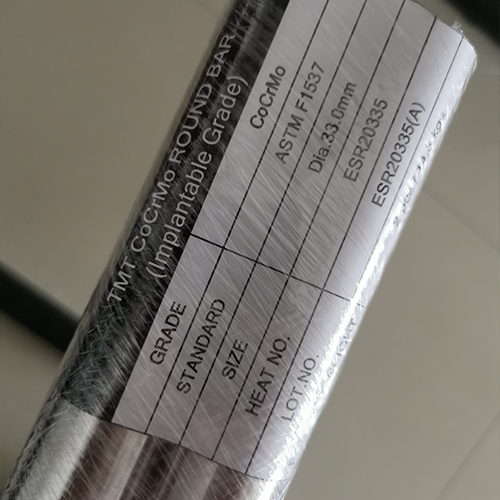 TMT CoCrMo ROUND BAR
(Implantable Grade)
GRADE CoCrMo
STANDARD ASTM F1537
SIZE Dia.33.0mm
HEAT NO. ESR20335
LOT.NO. ESR20335(A)